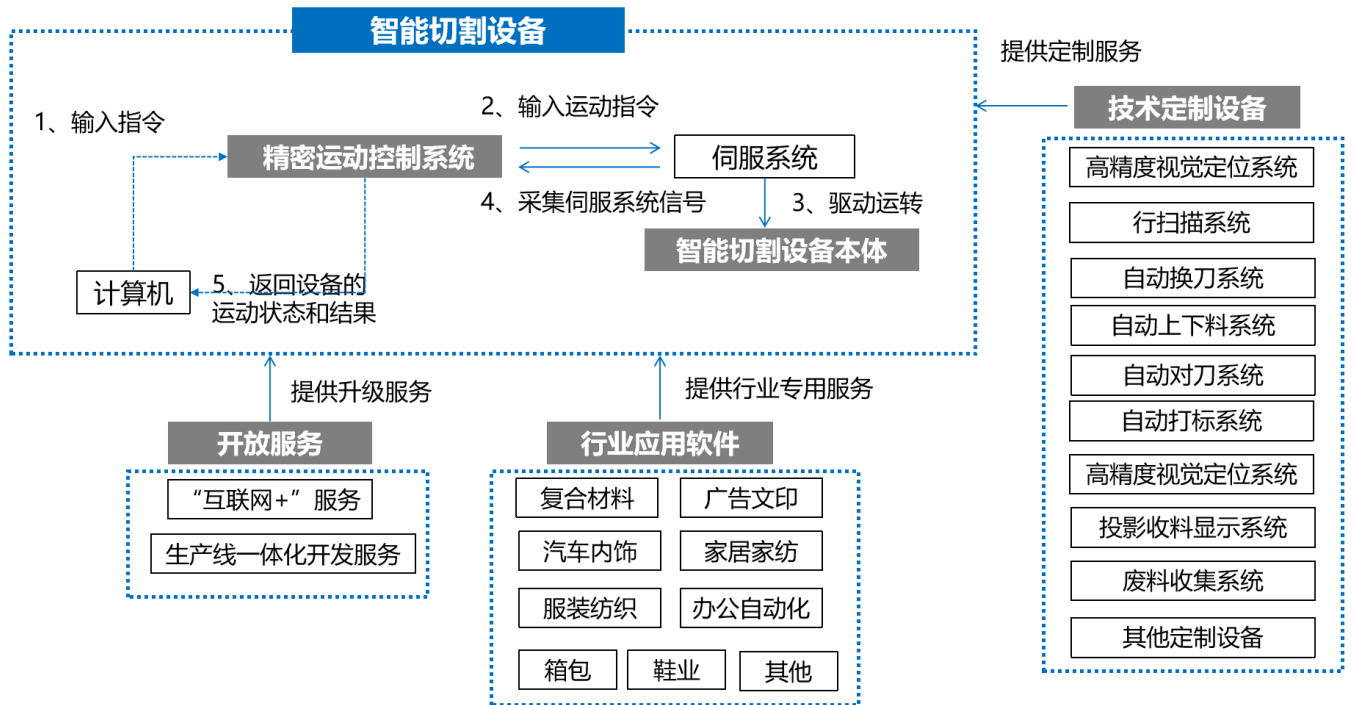 智能切割设备
1、输入指令
精密运动控制系统
2、输入运动指令
伺服系统
4、采集伺服系统信号
3、驱动运转
智能切割设备本体
计算机
5、返回设备的
运动状态和结果
提供定制服务
技术定制设备
高精度视觉定位系统
行扫描系统
自动换刀系统
自动上下料系统
自动对刀系统
自动打标系统
高精度视觉定位系统
投影收料显示系统
废料收集系统
其他定制设备
提供升级服务
开放服务
“互联网+”服务
生产线一体化开发服务
提供行业专用服务
行业应用软件
复合材料
广告文印
汽车内饰
家居家纺
服装纺织
办公自动化
箱包
鞋业
其他